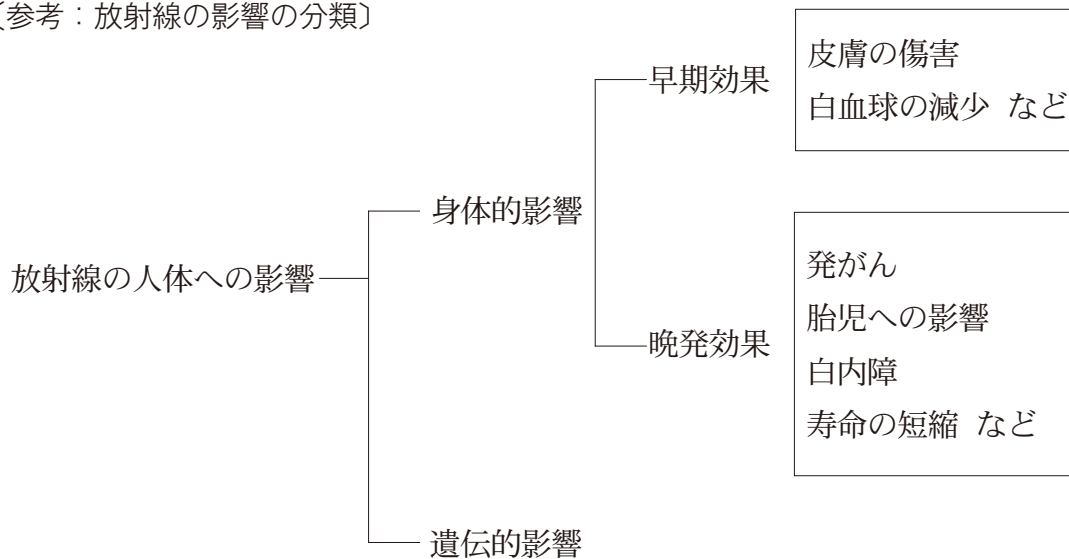 〔参考：放射線の影響の分類〕
早期効果
皮膚の傷害
白血球の減少 など
身体的影響
放射線の人体への影響
晩発効果
発がん
胎児への影響
白内障
寿命の短縮 など
遺伝的影響